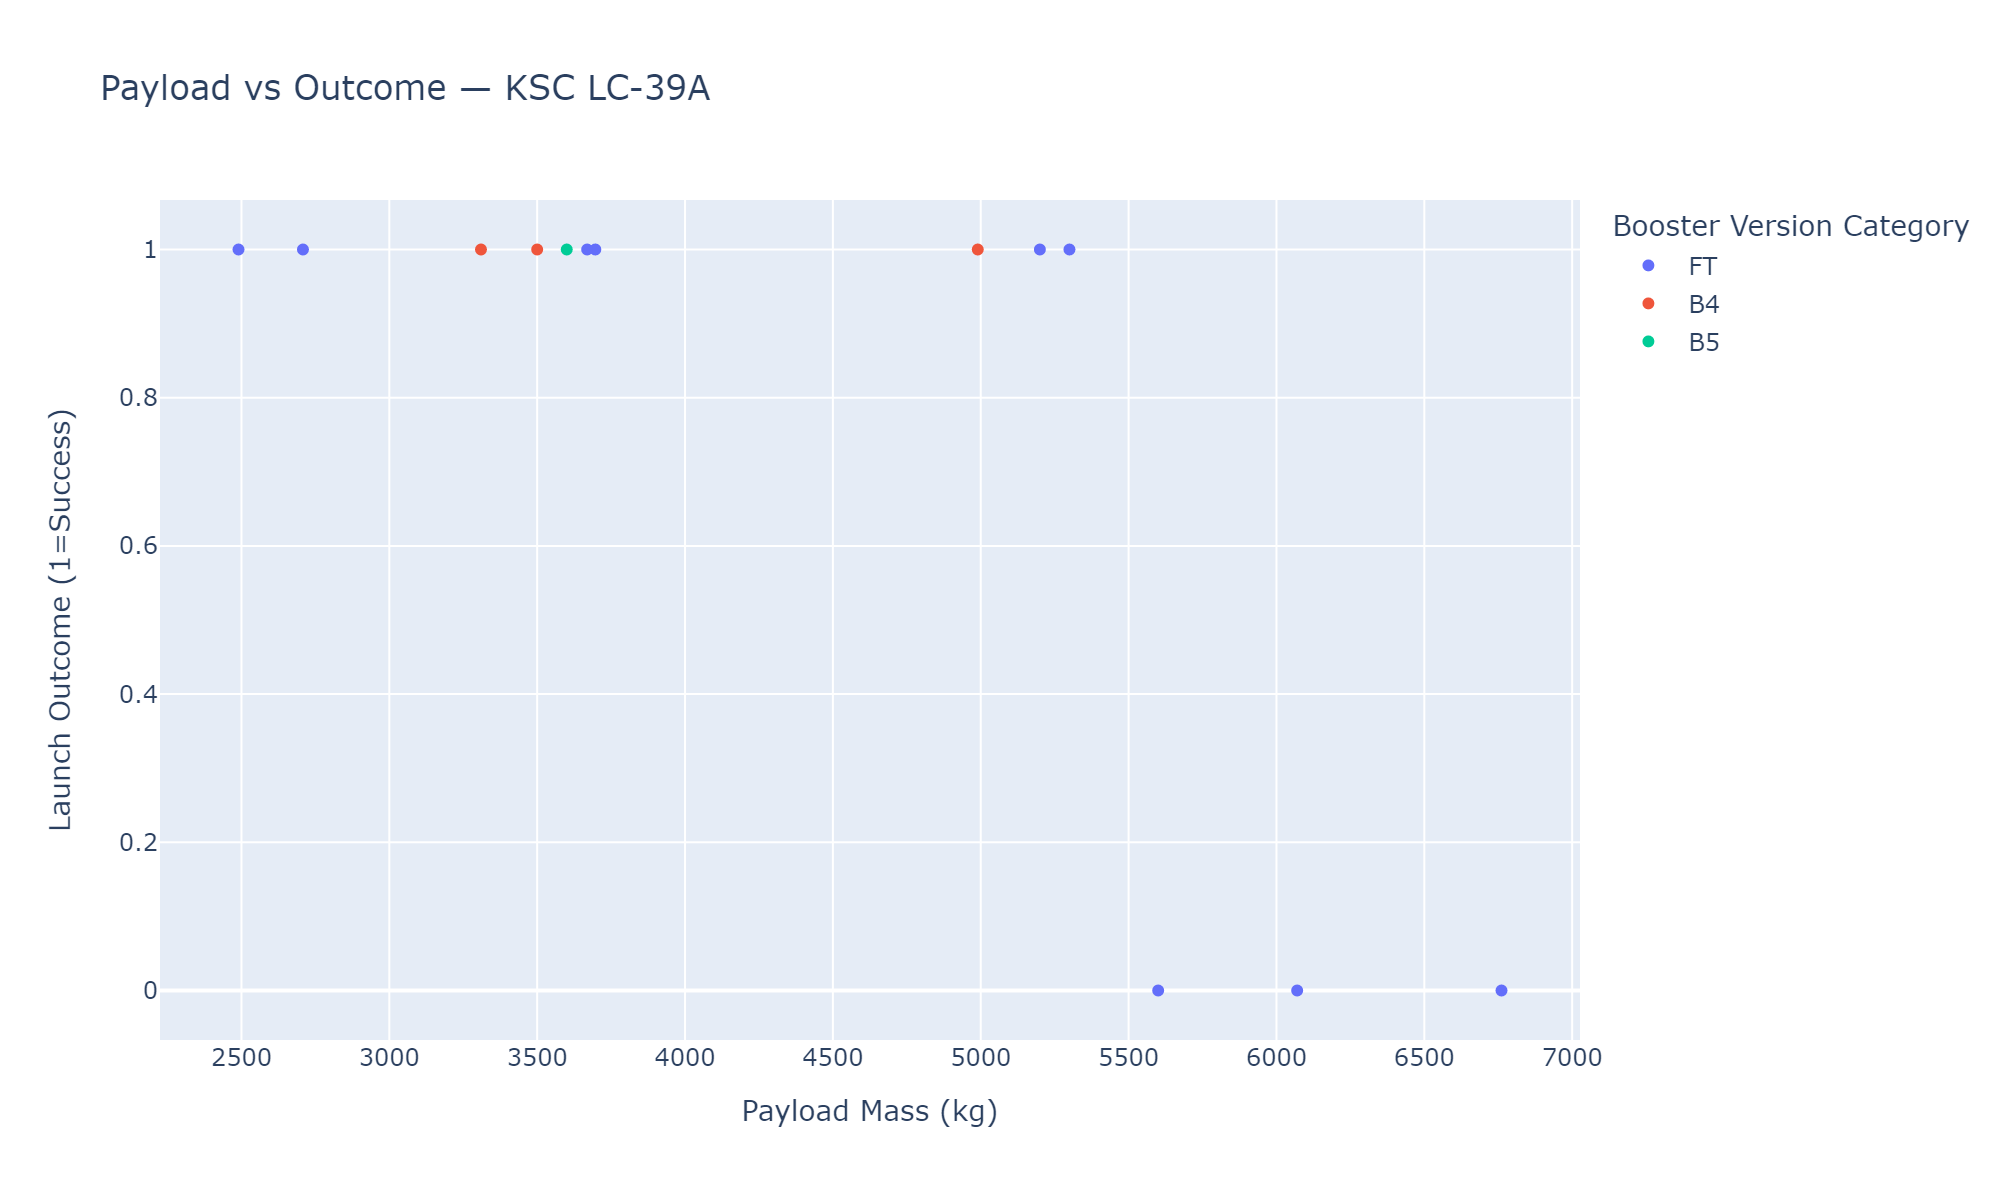 Payload vs Outcome — KSC LC-39A
Booster Version Category
FT
B4
B5
1
0.8
0.6
0.4
0.2
0
Launch Outcome (1=Success)
2500 3000 3500 4000 4500 5000 5500 6000 6500 7000
Payload Mass (kg)